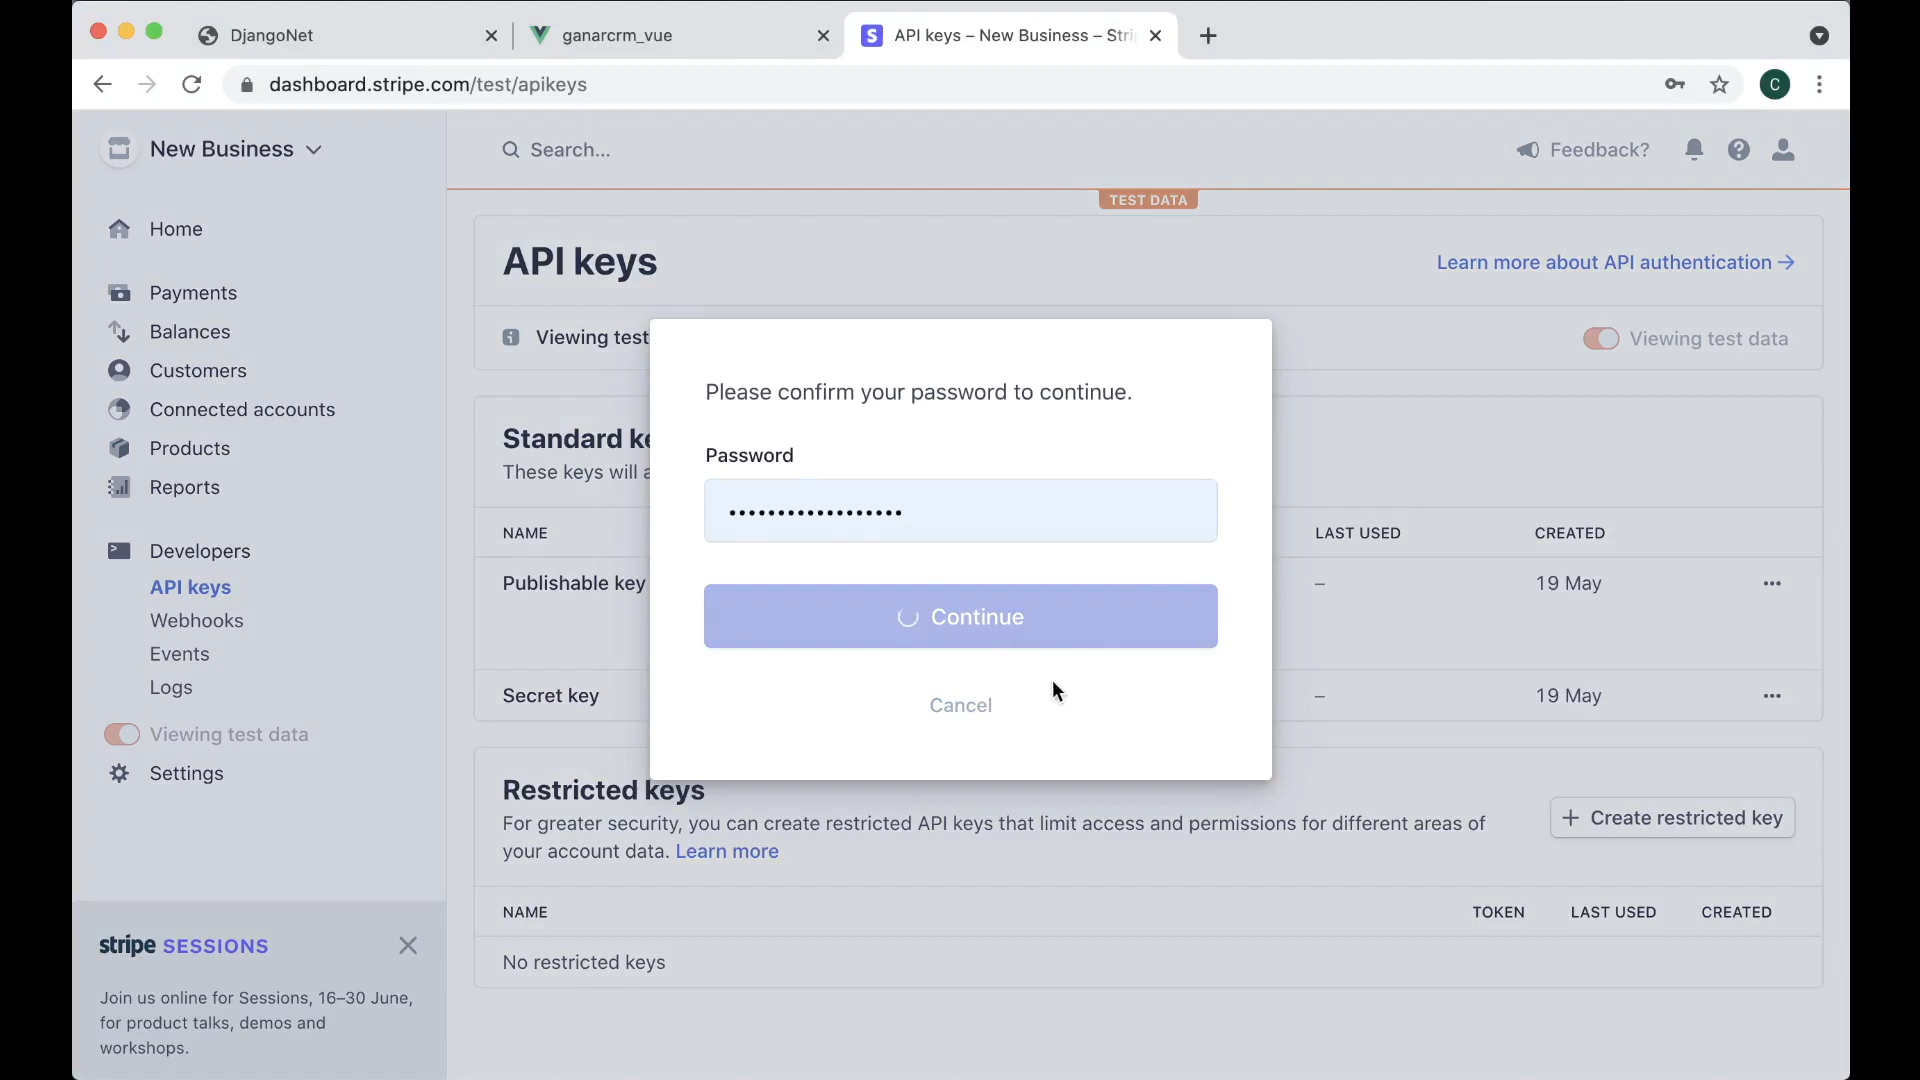 DjangoNet
ganarcrm_vue
API keys – New Business – Stri
dashboard.stripe.com/test/apikeys
C
New Business
Search...
Feedback?
TEST DATA
Home
Payments
Balances
Customers
Connected accounts
Products
Reports
Developers
API keys
Webhooks
Events
Logs
Viewing test data
Settings
stripe SESSIONS
Join us online for Sessions, 16–30 June,
for product talks, demos and
workshops.
API keys
Learn more about API authentication
Viewing test
Viewing test data
Standard ke
These keys will a
NAME
LAST USED
CREATED
Publishable key
–
19 May
Secret key
–
19 May
Please confirm your password to continue.
Password
Continue
Cancel
Restricted keys
For greater security, you can create restricted API keys that limit access and permissions for different areas of
your account data. Learn more
+ Create restricted key
NAME
TOKEN
LAST USED
CREATED
No restricted keys